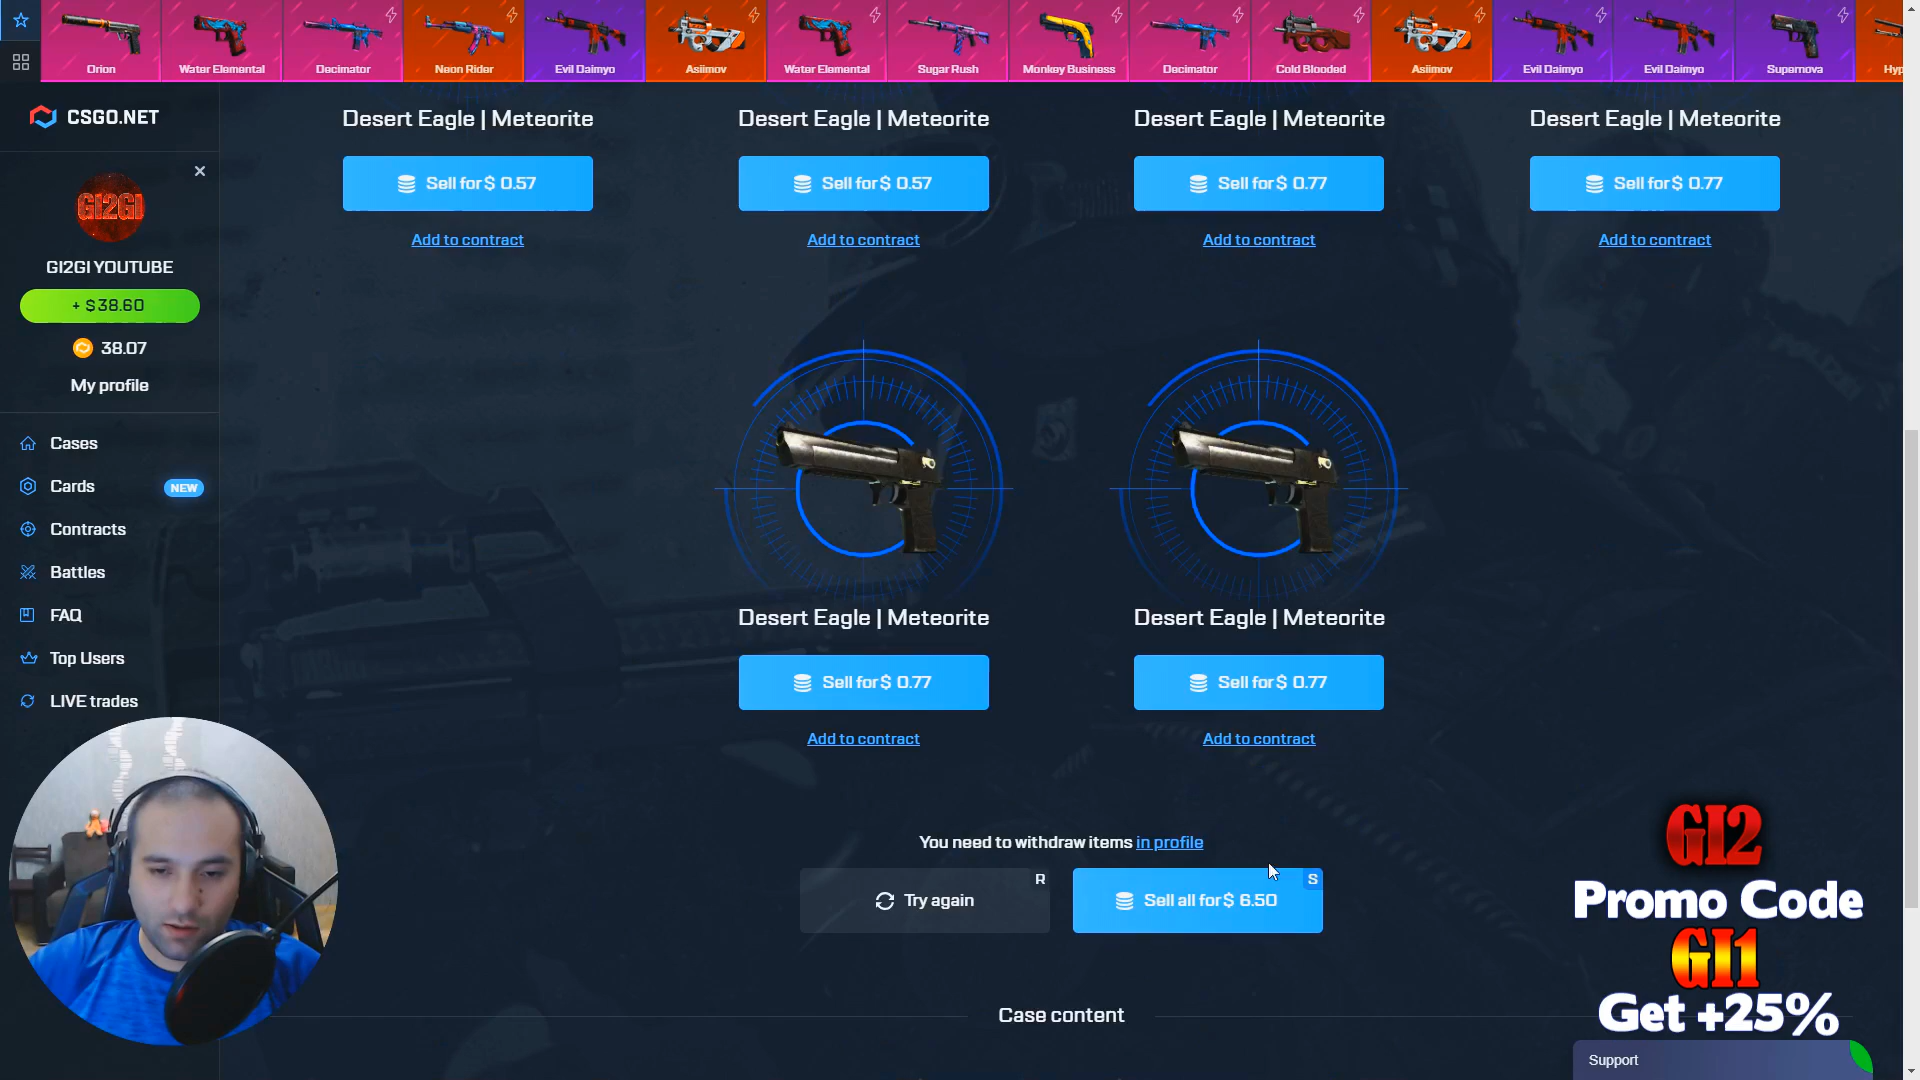 Orion
Water Elemental
Decimator
Neon Rider
Evil Daimyo
Asiimov
Water Elemental
Sugar Rush
Monkey Business
Decimator
Cold Blooded
Asiimov
Evil Daimyo
Evil Daimyo
Supernova
Hyp
CSGO.NET
GI2GI
GI2GI YOUTUBE
+ $38.60
38.07
My profile
Cases
Cards NEW
Contracts
Battles
FAQ
Top Users
LIVE trades
Desert Eagle | Meteorite
Sell for $ 0.57
Add to contract
Desert Eagle | Meteorite
Sell for $ 0.57
Add to contract
Desert Eagle | Meteorite
Sell for $ 0.77
Add to contract
Desert Eagle | Meteorite
Sell for $ 0.77
Add to contract
Desert Eagle | Meteorite
Sell for $ 0.77
Add to contract
Desert Eagle | Meteorite
Sell for $ 0.77
Add to contract
You need to withdraw items in profile
Try again R
Sell all for $ 6.50 S
Case content
GI2
Promo Code
GI1
Get +25%
Support